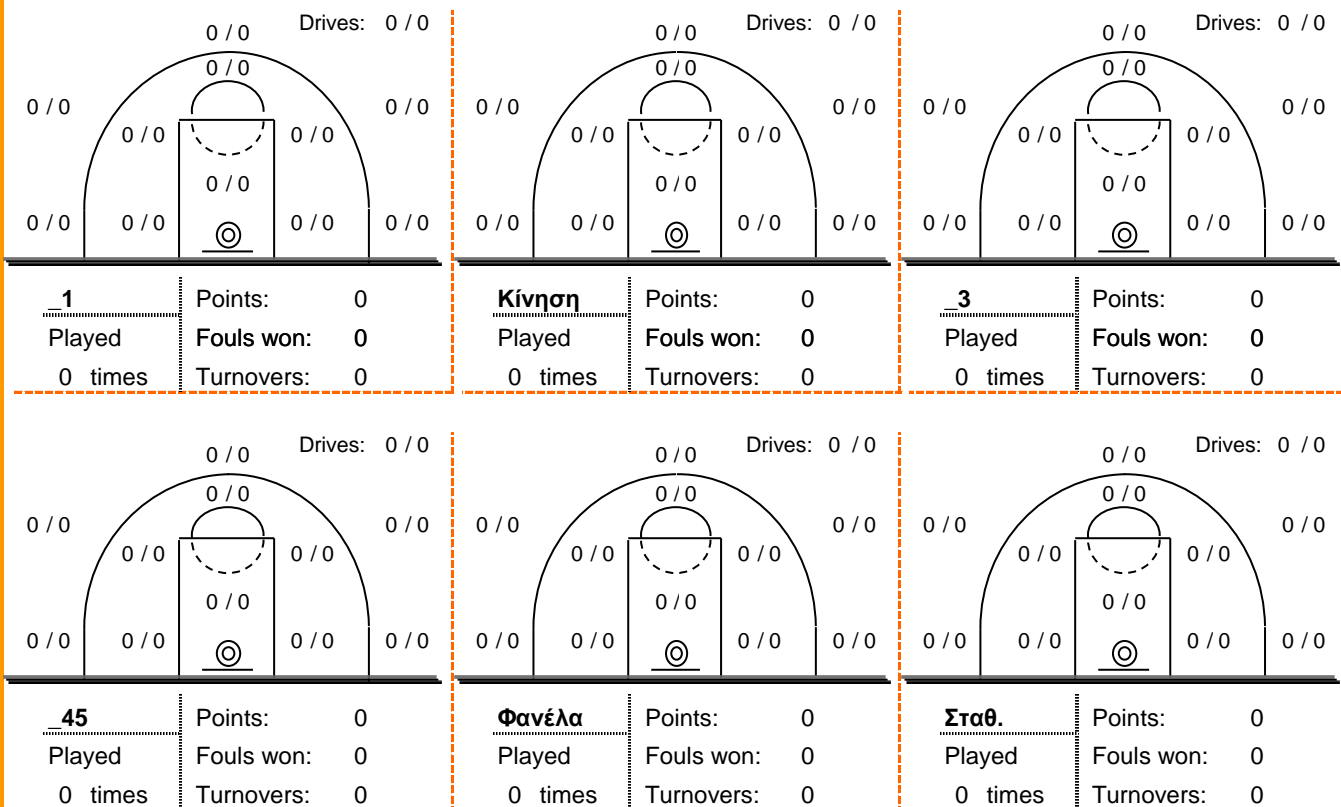 0 / 0 Drives: 0 / 0
0 / 0
0 / 0 0 / 0
0 / 0 0 / 0
0 / 0
0 / 0 0 / 0 0 / 0 0 / 0
_1 Points: 0
Played Fouls won: 0
0 times Turnovers: 0
0 / 0 Drives: 0 / 0
0 / 0
0 / 0 0 / 0
0 / 0 0 / 0
0 / 0
0 / 0 0 / 0 0 / 0 0 / 0
Κίνηση Points: 0
Played Fouls won: 0
0 times Turnovers: 0
0 / 0 Drives: 0 / 0
0 / 0
0 / 0 0 / 0
0 / 0 0 / 0
0 / 0
0 / 0 0 / 0 0 / 0 0 / 0
_3 Points: 0
Played Fouls won: 0
0 times Turnovers: 0
0 / 0 Drives: 0 / 0
0 / 0
0 / 0 0 / 0
0 / 0 0 / 0
0 / 0
0 / 0 0 / 0 0 / 0 0 / 0
_45 Points: 0
Played Fouls won: 0
0 times Turnovers: 0
0 / 0 Drives: 0 / 0
0 / 0
0 / 0 0 / 0
0 / 0 0 / 0
0 / 0
0 / 0 0 / 0 0 / 0 0 / 0
Φανέλα Points: 0
Played Fouls won: 0
0 times Turnovers: 0
0 / 0 Drives: 0 / 0
0 / 0
0 / 0 0 / 0
0 / 0 0 / 0
0 / 0
0 / 0 0 / 0 0 / 0 0 / 0
Σταθ. Points: 0
Played Fouls won: 0
0 times Turnovers: 0